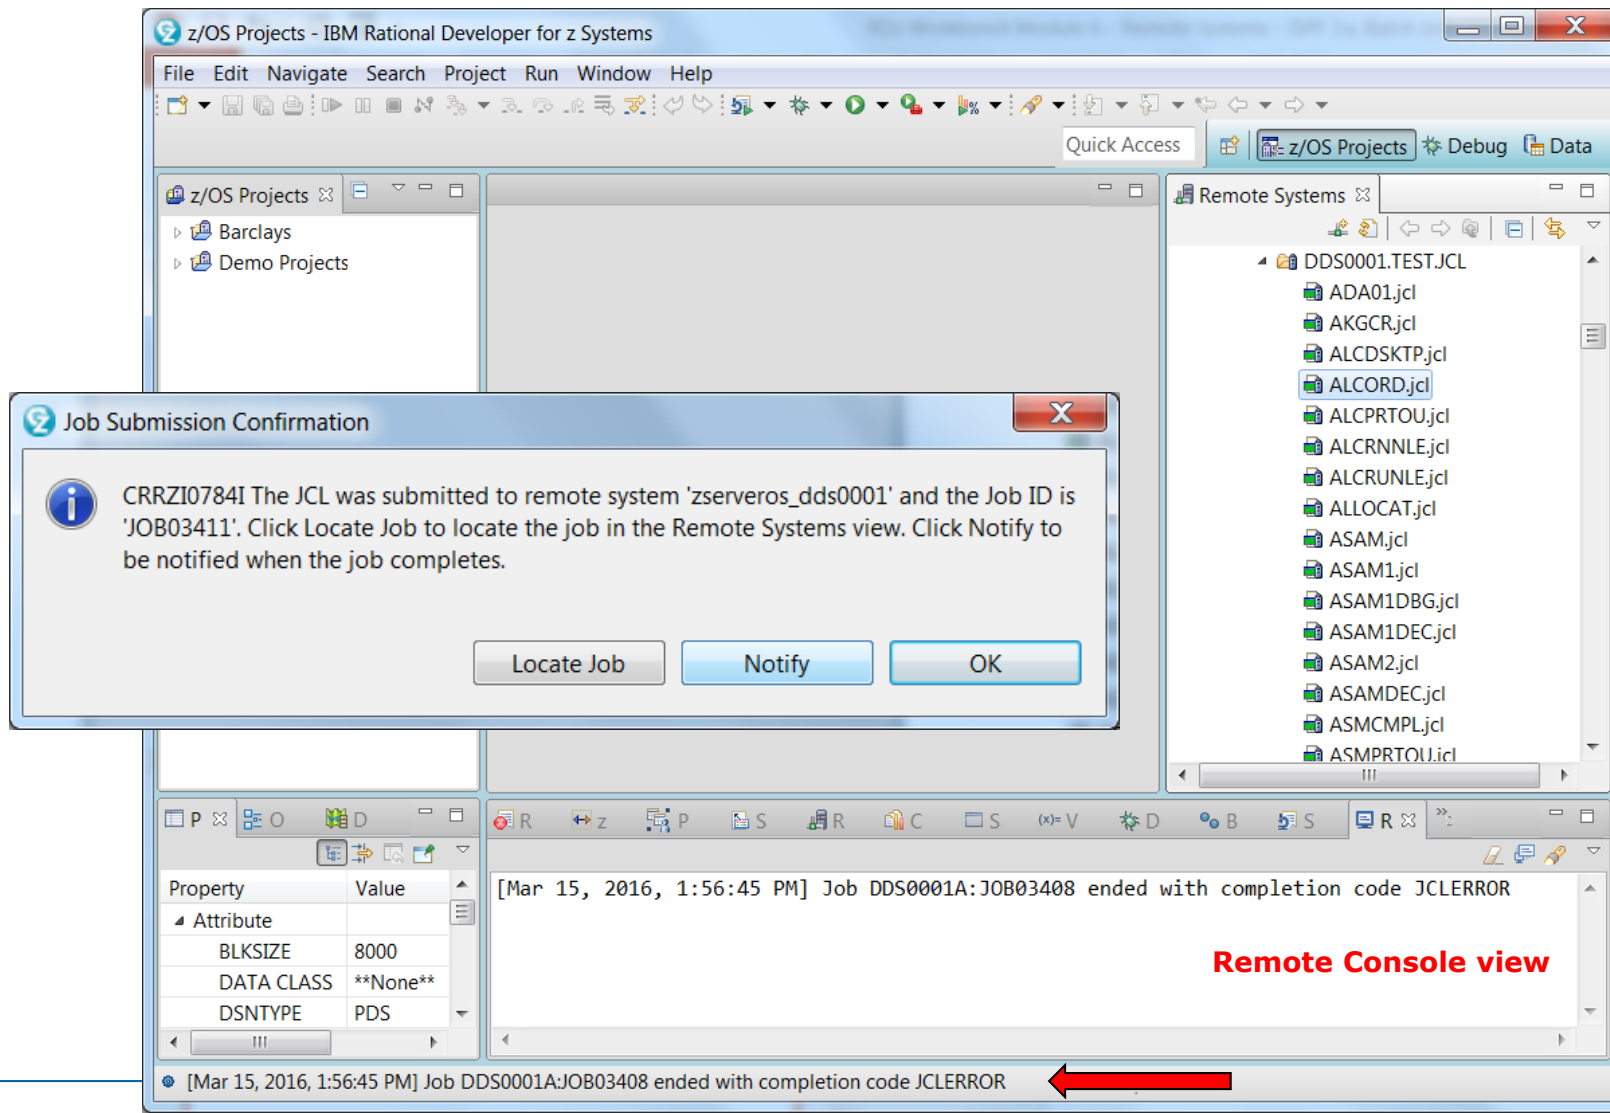 z/OS Projects - IBM Rational Developer for z Systems
File Edit Navigate Search Project Run Window Help
Quick Access
z/OS Projects
Debug
Data
z/OS Projects
Barclays
Demo Projects
Remote Systems
DDS0001.TEST.JCL
ADA01.jcl
AKGCR.jcl
ALCDSKTP.jcl
ALCORD.jcl
ALCPRTOU.jcl
ALCRNNLE.jcl
ALCRUNLE.jcl
ALLOCAT.jcl
ASAM.jcl
ASAM1.jcl
ASAM1DBG.jcl
ASAM1DEC.jcl
ASAM2.jcl
ASAMDEC.jcl
ASMCMPL.jcl
ASMPRTOU.jcl
Job Submission Confirmation
CRRZI0784I The JCL was submitted to remote system 'zserveros_dds0001' and the Job ID is
'JOB03411'. Click Locate Job to locate the job in the Remote Systems view. Click Notify to
be notified when the job completes.
Locate Job
Notify
OK
P O D
R z P S R C S (x)= V D B S R »2
Property Value
Attribute
BLKSIZE 8000
DATA CLASS **None**
DSNTYPE PDS
[Mar 15, 2016, 1:56:45 PM] Job DDS0001A:JOB03408 ended with completion code JCLERROR
Remote Console view
[Mar 15, 2016, 1:56:45 PM] Job DDS0001A:JOB03408 ended with completion code JCLERROR